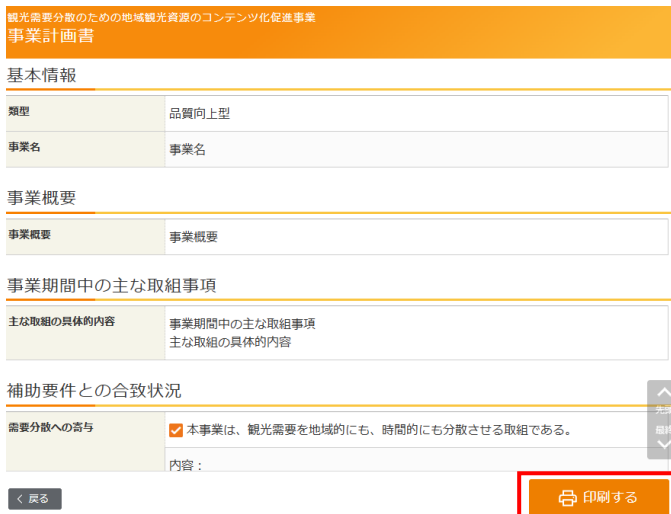 観光需要分散のための地域観光資源のコンテンツ化促進事業
事業計画書
基本情報
類型
品質向上型
事業名
事業名
事業概要
事業概要
事業概要
事業期間中の主な取組事項
主な取組の具体的内容
事業期間中の主な取組事項
主な取組の具体的内容
補助要件との合致状況
需要分散への寄与
本事業は、観光需要を地域的にも、時間的にも分散させる取組である。
内容：
戻る
印刷する